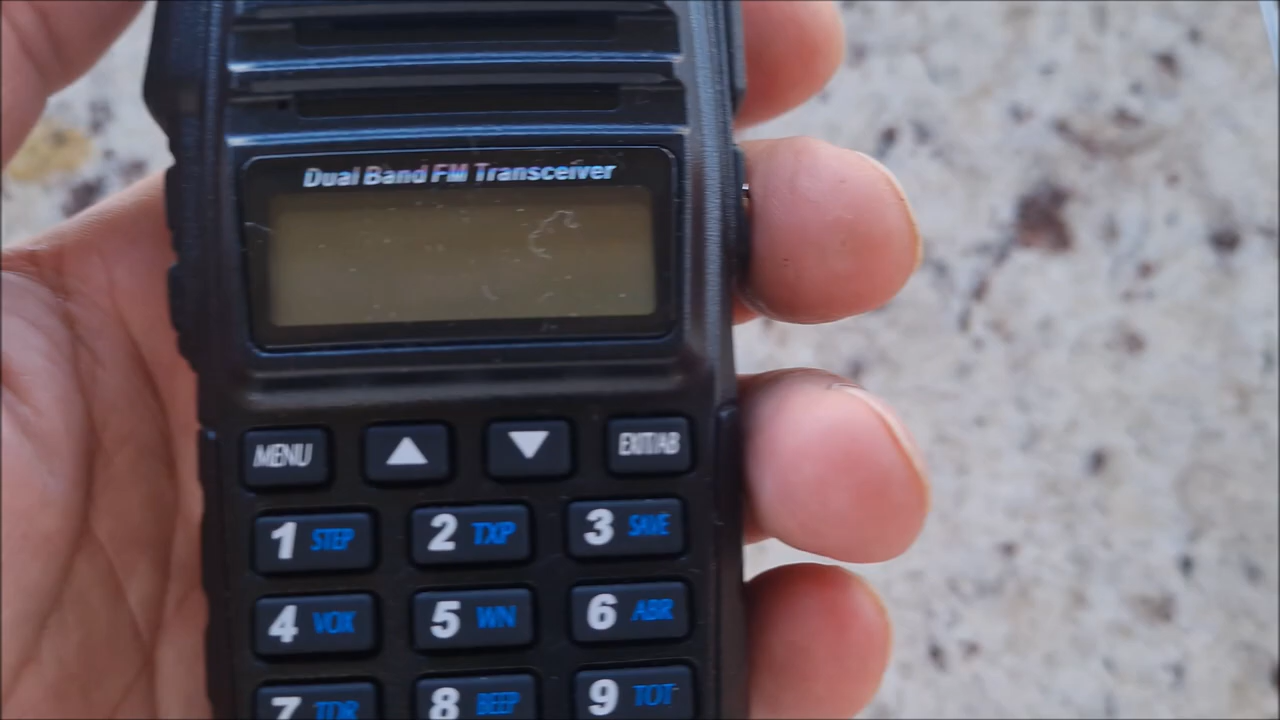 Dual Band FM Transceiver
MENU ▲ ▼ EXIT/AB
1 STEP 2 TXP 3 SAVE
4 VOX 5 WN 6 ABR
7 TDR 8 BEEP 9 TOT